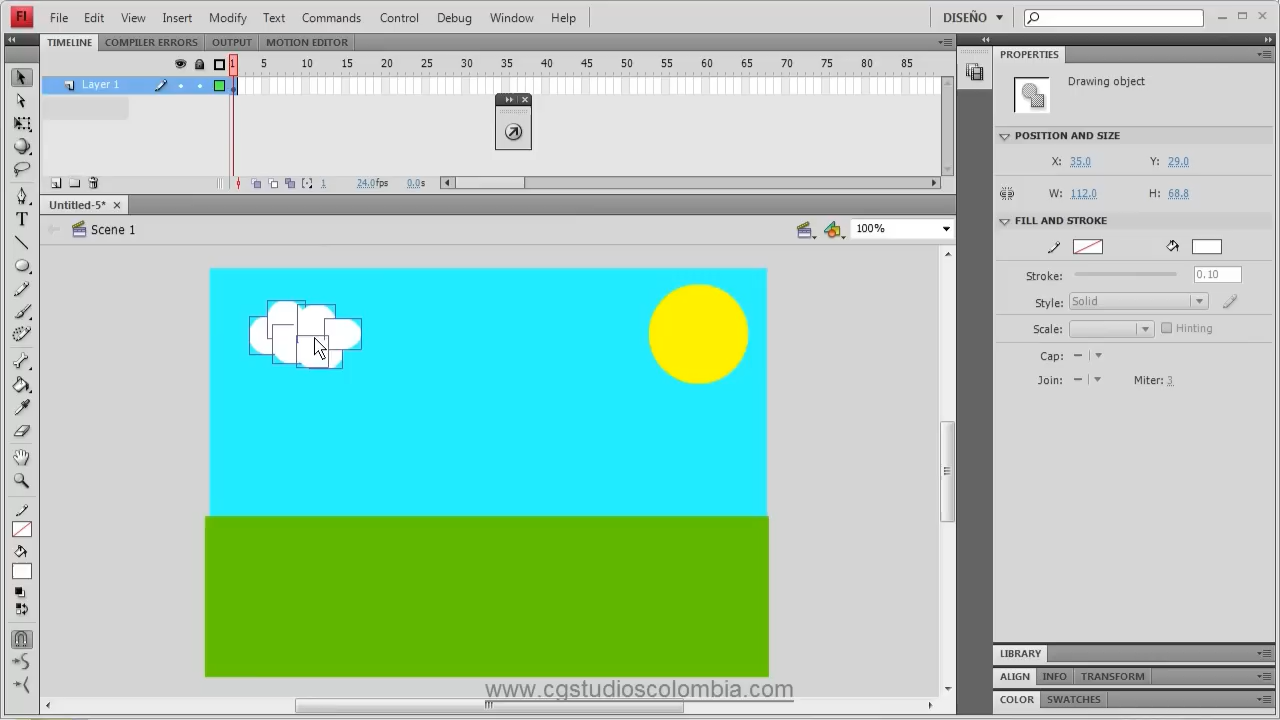 Fl File Edit View Insert Modify Text Commands Control Debug Window Help DISEÑO
TIMELINE COMPILER ERRORS OUTPUT MOTION EDITOR
1 5 10 15 20 25 30 35 40 45 50 55 60 65 70 75 80 85
Layer 1
1 24.0fps 0.0s
Untitled-5*
Scene 1 100%
PROPERTIES
Drawing object
POSITION AND SIZE
X: 35.0 Y: 29.0
W: 112.0 H: 68.8
FILL AND STROKE
Stroke: 0,10
Style: Solid
Scale: Hinting
Cap:
Join: Miter: 3
LIBRARY
ALIGN INFO TRANSFORM
COLOR SWATCHES
www.cgstudioscolombia.com